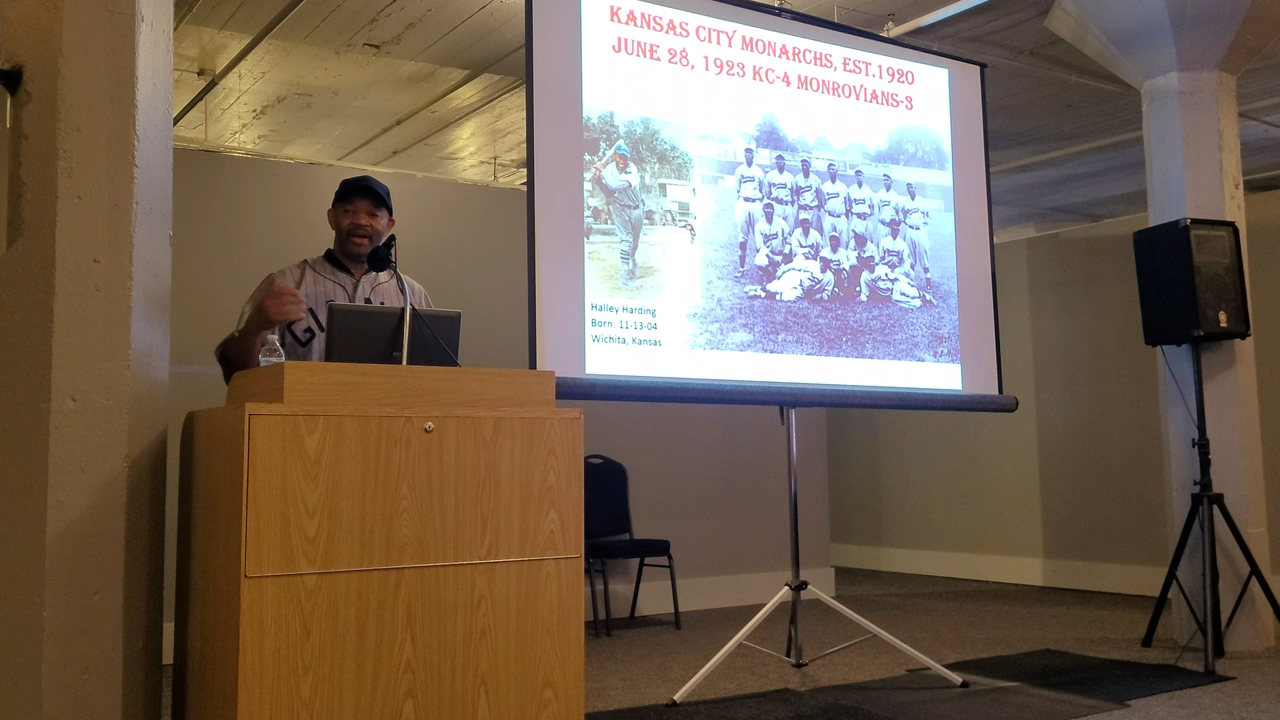 KANSAS CITY MONARCHS, EST.1920
JUNE 28, 1923 KC-4 MONROVIANS-3
Halley Harding
Born: 11-13-04
Wichita, Kansas
GI